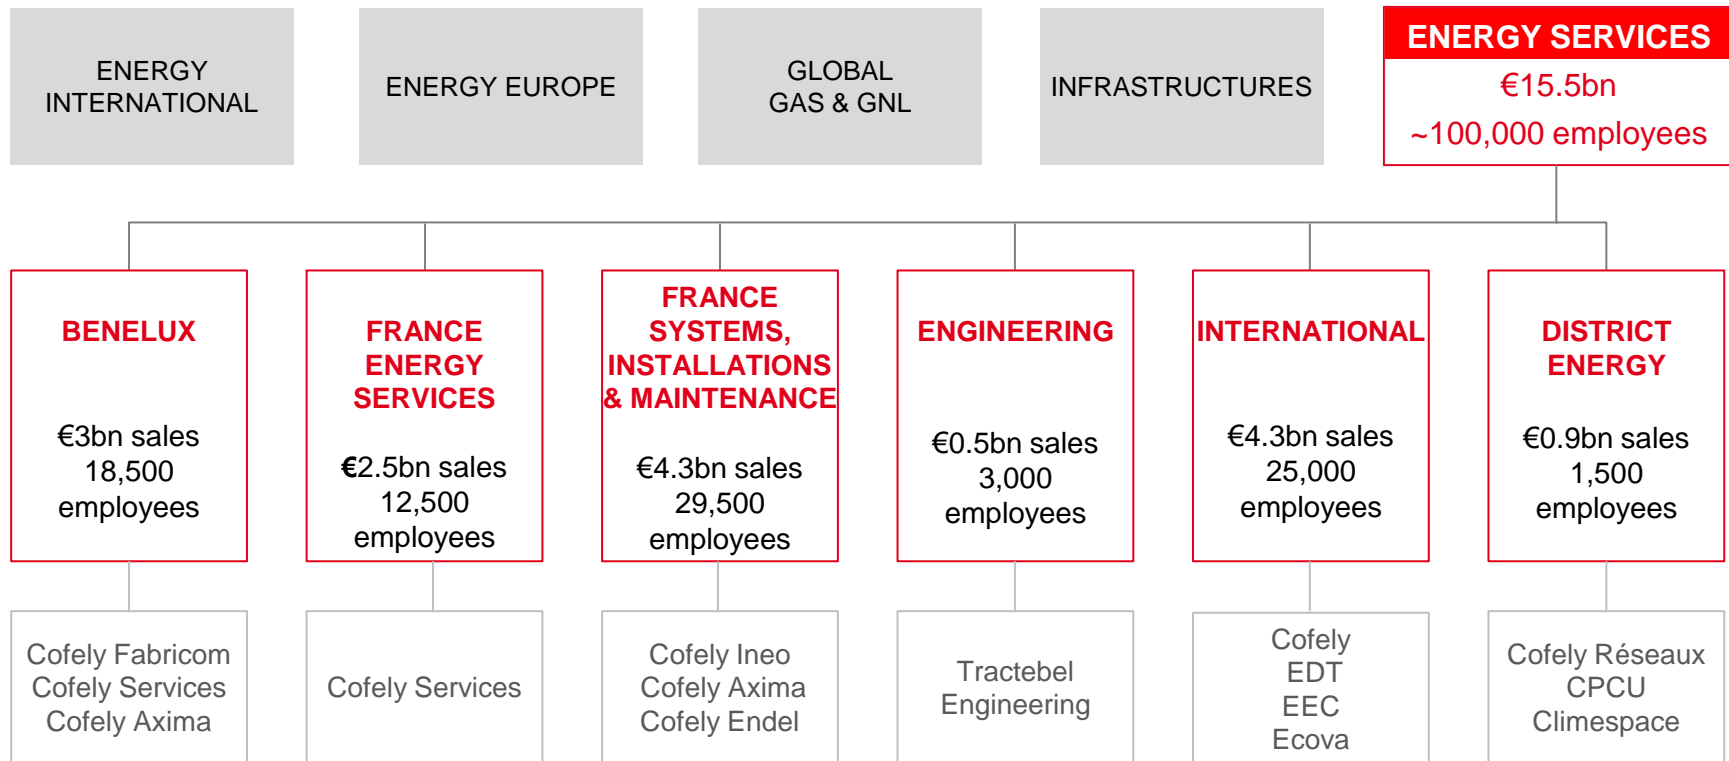 ENERGY
INTERNATIONAL
ENERGY EUROPE
GLOBAL
GAS & GNL
INFRASTRUCTURES
ENERGY SERVICES
€15.5bn
~100,000 employees
BENELUX
€3bn sales
18,500
employees
FRANCE
ENERGY
SERVICES
€2.5bn sales
12,500
employees
FRANCE
SYSTEMS,
INSTALLATIONS
& MAINTENANCE
€4.3bn sales
29,500
employees
ENGINEERING
€0.5bn sales
3,000
employees
INTERNATIONAL
€4.3bn sales
25,000
employees
DISTRICT
ENERGY
€0.9bn sales
1,500
employees
Cofely Fabricom
Cofely Services
Cofely Axima
Cofely Services
Cofely Ineo
Cofely Axima
Cofely Endel
Tractebel
Engineering
Cofely
EDT
EEC
Ecova
Cofely Réseaux
CPCU
Climespace